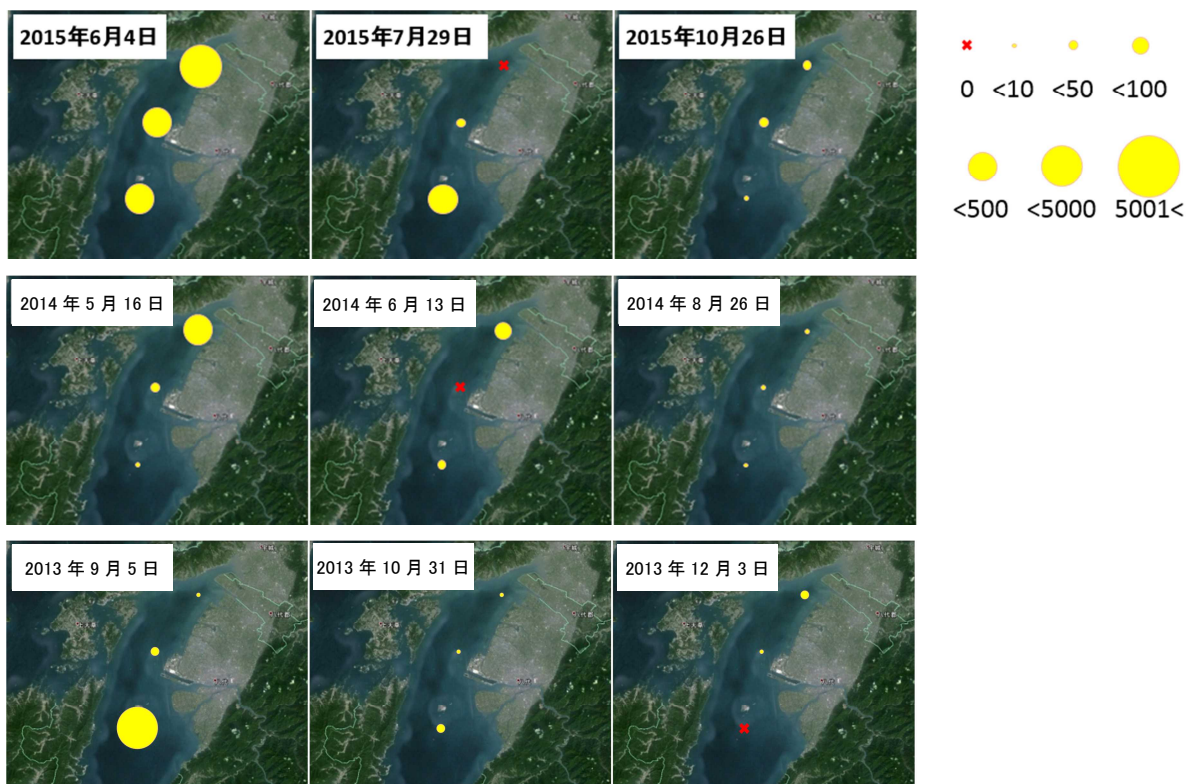 2015年6月4日
2015年7月29日
2015年10月26日
0 <10 <50 <100
<500 <5000 5001<
2014 年 5 月 16 日
2014 年 6 月 13 日
2014 年 8 月 26 日
2013 年 9 月 5 日
2013 年 10 月 31 日
2013 年 12 月 3 日